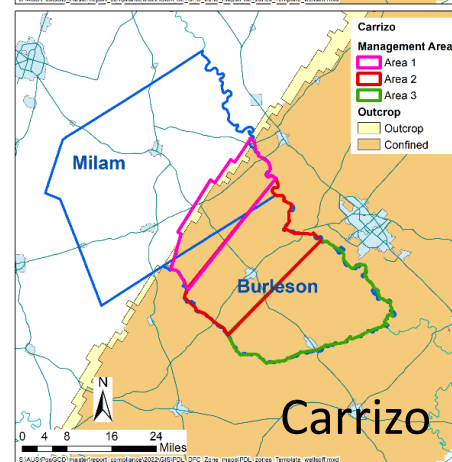 Carrizo
Management Area
Area 1
Area 2
Area 3
Outcrop
Outcrop
Confined
Milam
Burleson
N
Carrizo
0 4 8 16 24
Miles